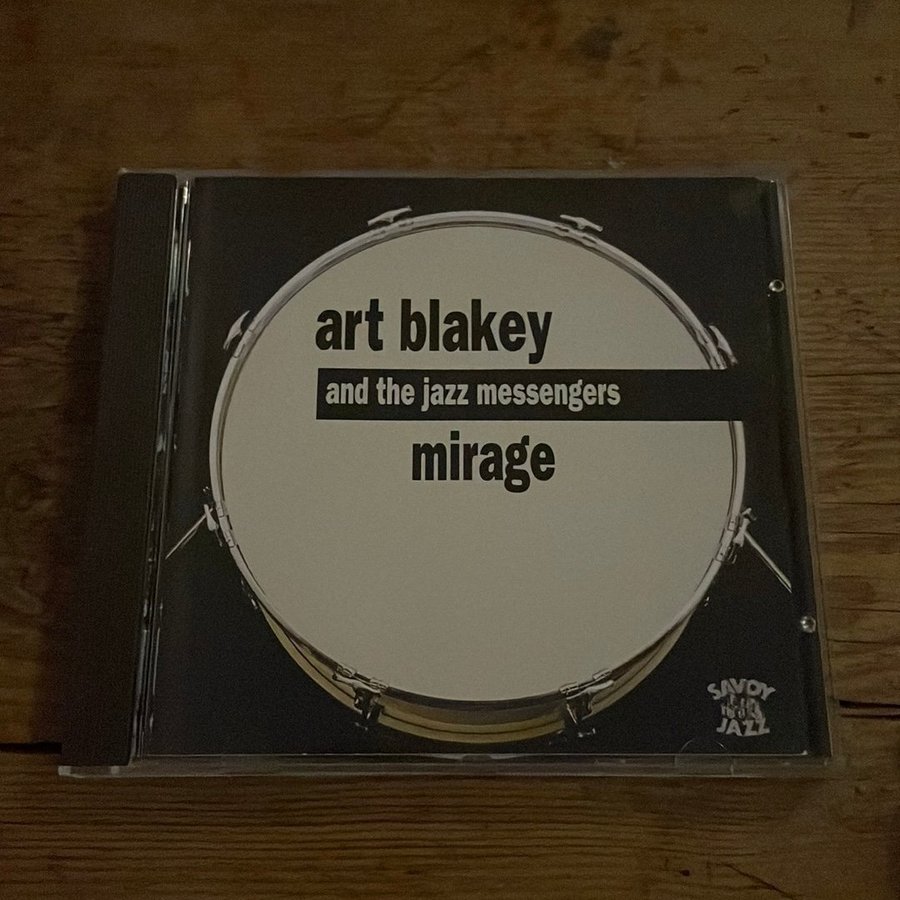 art blakey
and the jazz messengers
mirage
SAVOY
JAZZ